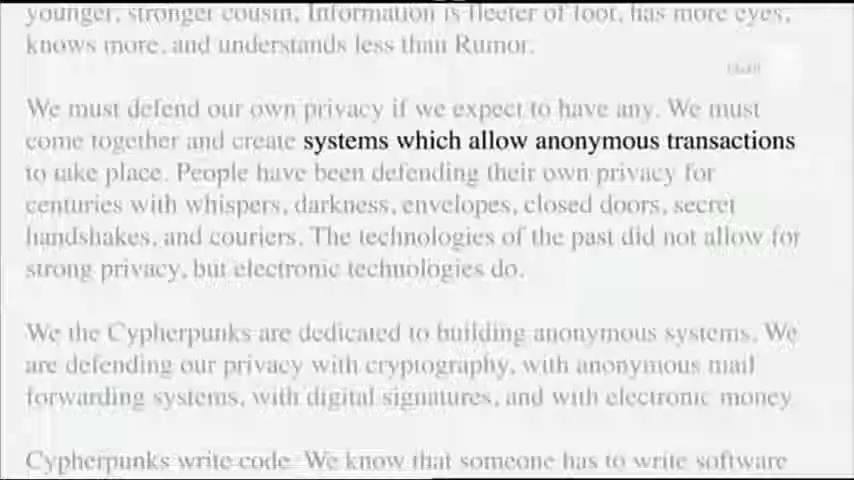 younger, stronger cousin, Information is fleeter of foot, has more eyes,
knows more, and understands less than Rumor.
We must defend our own privacy if we expect to have any. We must
come together and create systems which allow anonymous transactions
to take place. People have been defending their own privacy for
centuries with whispers, darkness, envelopes, closed doors, secret
handshakes, and couriers. The technologies of the past did not allow for
strong privacy, but electronic technologies do.
We the Cypherpunks are dedicated to building anonymous systems. We
are defending our privacy with cryptography, with anonymous mail
forwarding systems, with digital signatures, and with electronic money.
Cypherpunks write code. We know that someone has to write software